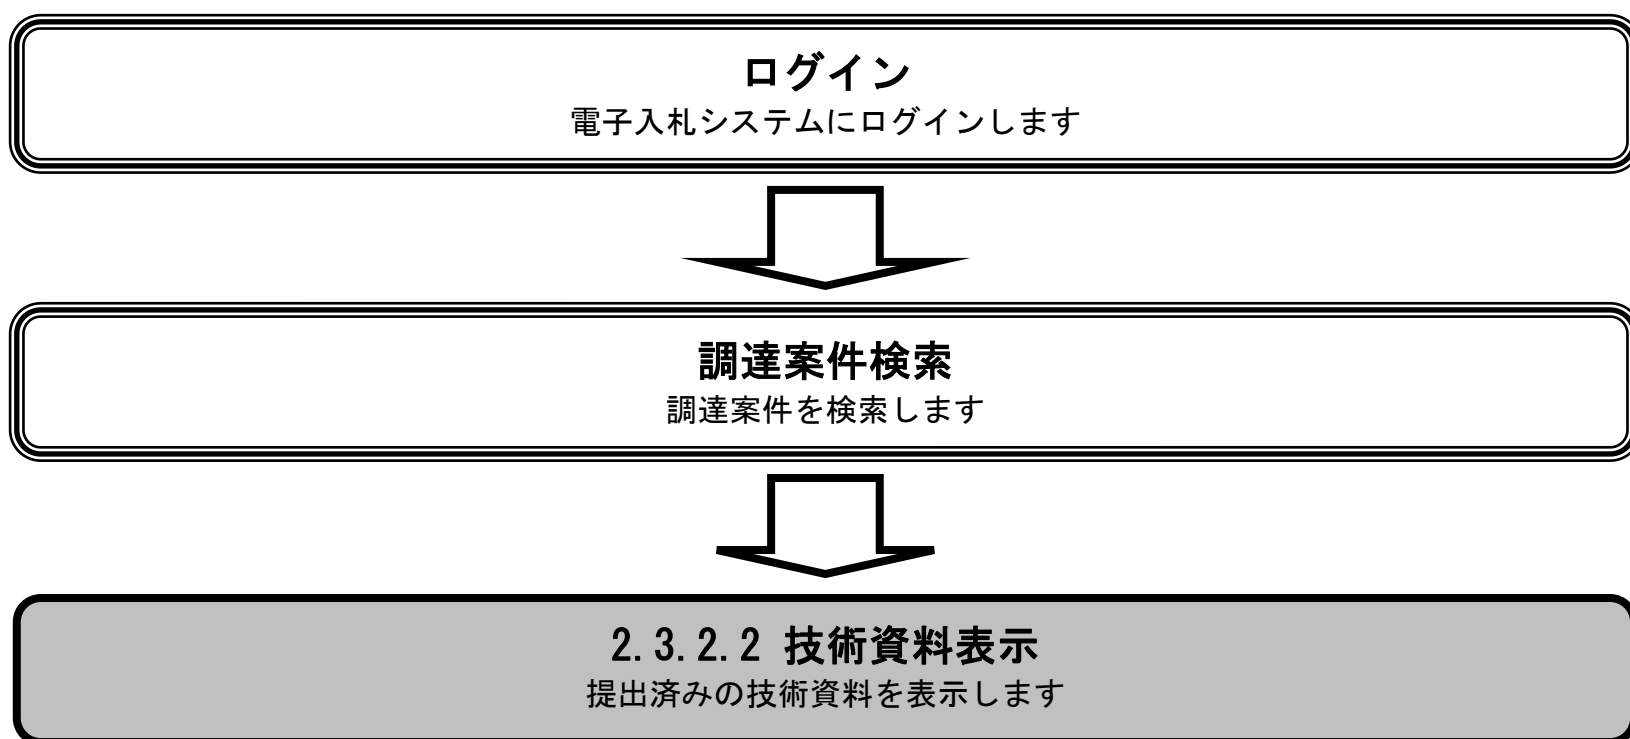 ログイン
電子入札システムにログインします
調達案件検索
調達案件を検索します
2.3.2.2 技術資料表示
提出済みの技術資料を表示します